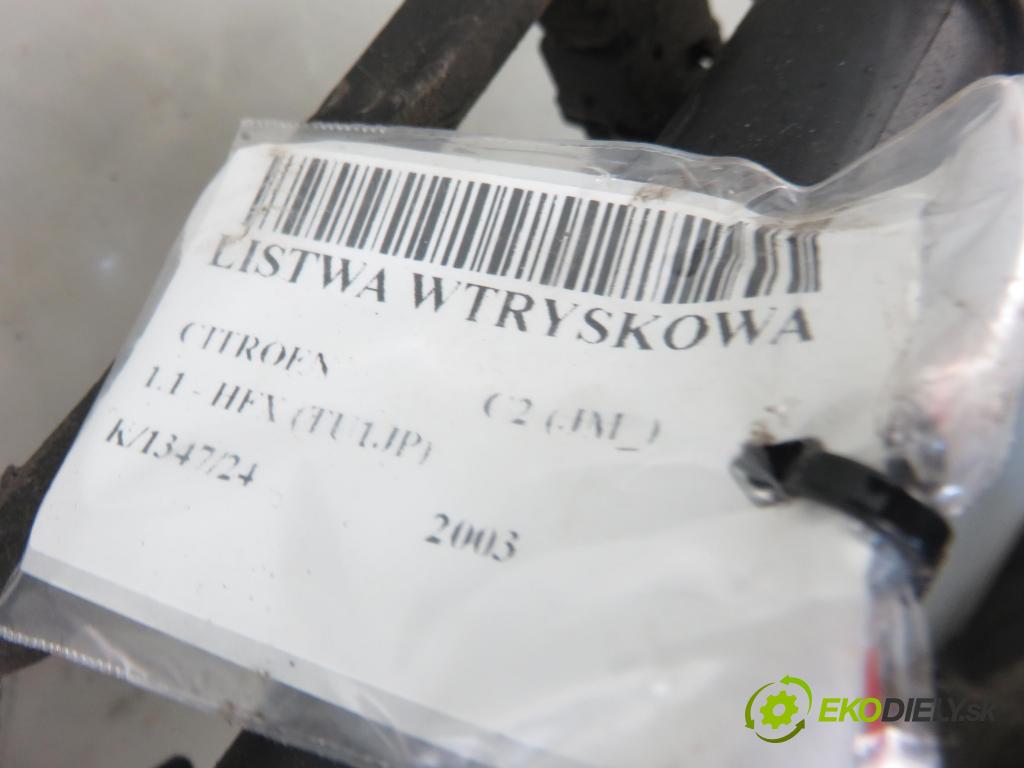 LISTWA WTRYSKOWA
CITROEN
C2 (JM_)
1.1 - HFX (TU1JP)
K/1347/24
2003
EKODIELY.sk